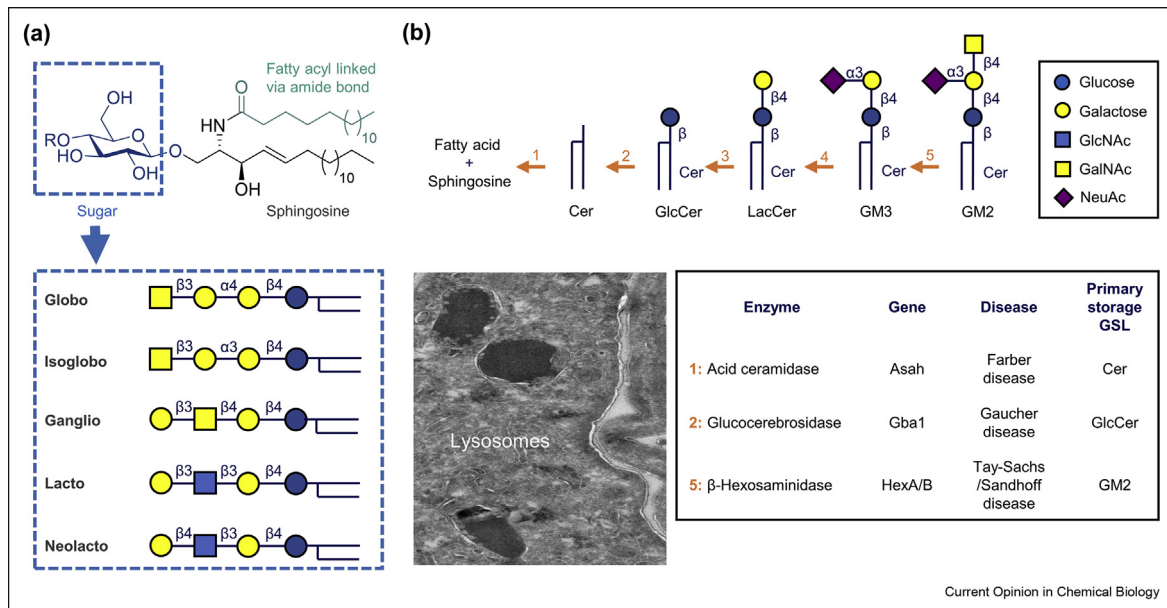 (a)
Fatty acyl linked
via amide bond
OH
O
10
R
O
O
HO
OH
O
NH
OH
10
Sugar
Sphingosine
Globo
β3 α4 β4
Isoglobo
β3 α3 β4
Ganglio
β3 β4 β4
Lacto
β3 β3 β4
Neolacto
β4 β3 β4
(b)
Fatty acid
+
Sphingosine
1
2
3
4
5
Cer
β
Cer
GlcCer
β4
β
Cer
LacCer
α3
β4
β
Cer
GM3
β4
α3
β4
β
Cer
GM2
Glucose
Galactose
GlcNAc
GalNAc
NeuAc
Lysosomes
Enzyme Gene Disease Primary storage GSL
1: Acid ceramidase Asah Farber disease Cer
2: Glucocerebrosidase Gba1 Gaucher disease GlcCer
5: β-Hexosaminidase HexA/B Tay-Sachs /Sandhoff disease GM2
Current Opinion in Chemical Biology